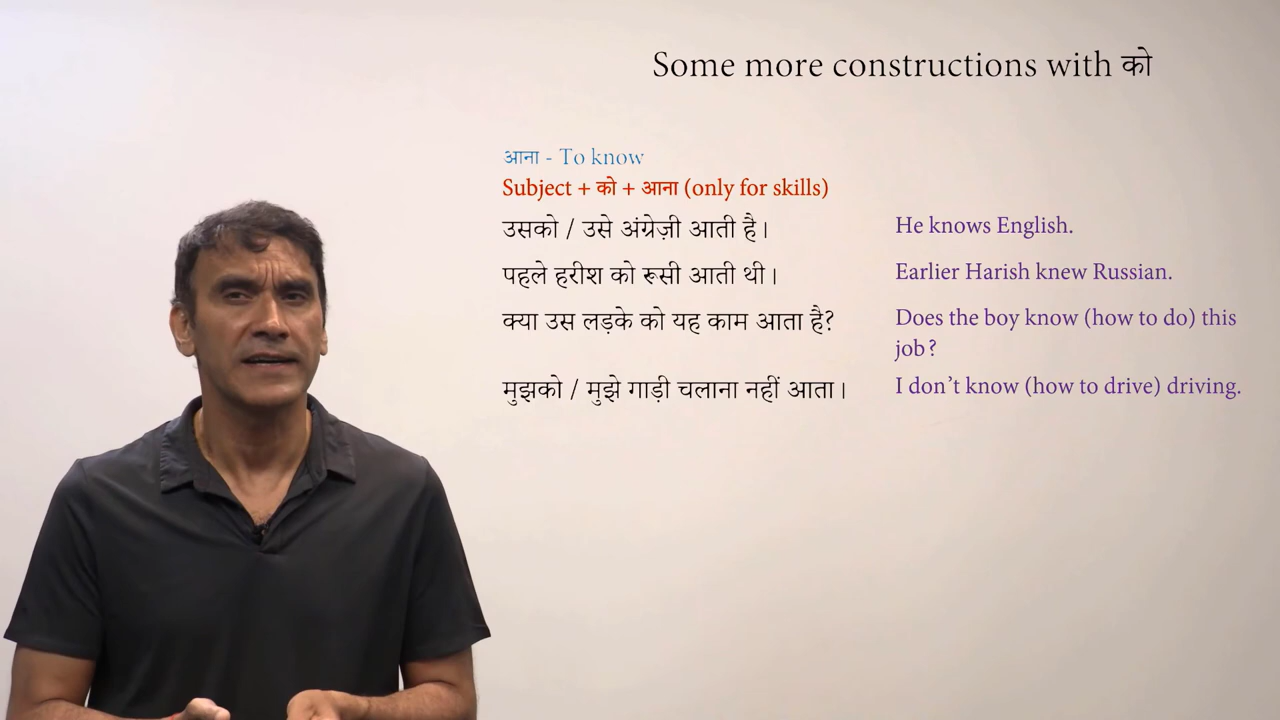 Some more constructions with को
आना - To know
Subject + को + आना (only for skills)
उसको / उसे अंग्रेज़ी आती है।
He knows English.
पहले हरीश को रूसी आती थी।
Earlier Harish knew Russian.
क्या उस लड़के को यह काम आता है?
Does the boy know (how to do) this
job?
मुझको / मुझे गाड़ी चलाना नहीं आता।
I don't know (how to drive) driving.